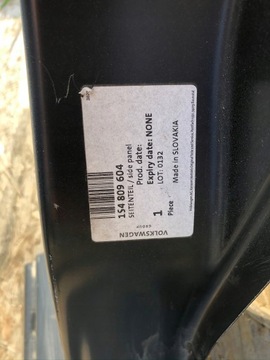 1S4 809 604
SEITENTEIL / side panel
Prod. date:
Expiry date: NONE
LOT: 0132
Made in SLOVAKIA
1
Piece
VOLKSWAGEN
GROUP